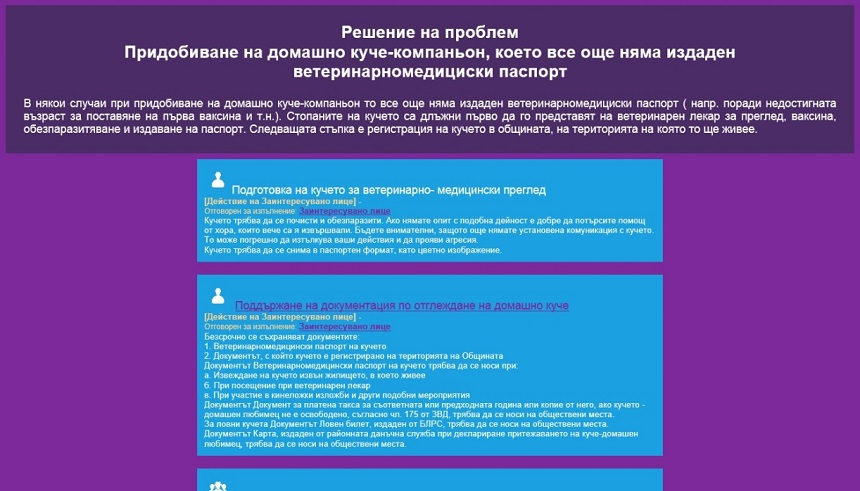 Решение на проблем
Придобиване на домашно куче-компаньон, което все още няма издаден
ветеринарномедициски паспорт
В някои случаи при придобиване на домашно куче-компаньон то все още няма издаден ветеринарномедициски паспорт ( напр. поради недостигната
възраст за поставяне на първа ваксина и т.н.). Стопаните на кучето са длъжни първо да го представят на ветеринарен лекар за преглед, ваксина,
обезпаразитяване и издаване на паспорт. Следващата стъпка е регистрация на кучето в общината, на територията на която то ще живее.
Подготовка на кучето за ветеринарно- медицински преглед
[Действие на Заинтересувано лице] -
Отговорен за изпълнение: Заинтересувано лице
Кучето трябва да се почисти и обезпаразити. Ако нямате опит с подобна дейност е добре да потърсите помощ
от хора, които вече са я извършвали. Бъдете внимателни, защото още нямате установена комуникация с кучето.
То може погрешно да изтълкува ваши действия и да прояви агресия.
Кучето трябва да се снима в паспортен формат, като цветно изображение.
Поддържане на документация по отглеждане на домашно куче
[Действие на Заинтересувано лице] -
Отговорен за изпълнение: Заинтересувано лице
Безсрочно се съхраняват документите:
1. Ветеринарномедицински паспорт на кучето
2. Документът, с който кучето е регистрирано на територията на Общината
Документът Ветеринарномедицински паспорт на кучето трябва да се носи при:
а. Извеждане на кучето извън жилището, в което живее
б. При посещение при ветеринарен лекар
в. При участие в кинеложки изложби и други подобни мероприятия
Документът Документ за платена такса за съответната или предходната година или копие от него, ако кучето -
домашен любимец не е освободено, съгласно чл. 175 от ЗВД, трябва да се носи на обществени места.
За ловни кучета Документът Ловен билет, издаден от БЛРС, трябва да се носи на обществени места.
Документът Карта, издаден от районната данъчна служба при деклариране притежаването на куче-домашен
любимец, трябва да се носи на обществени места.